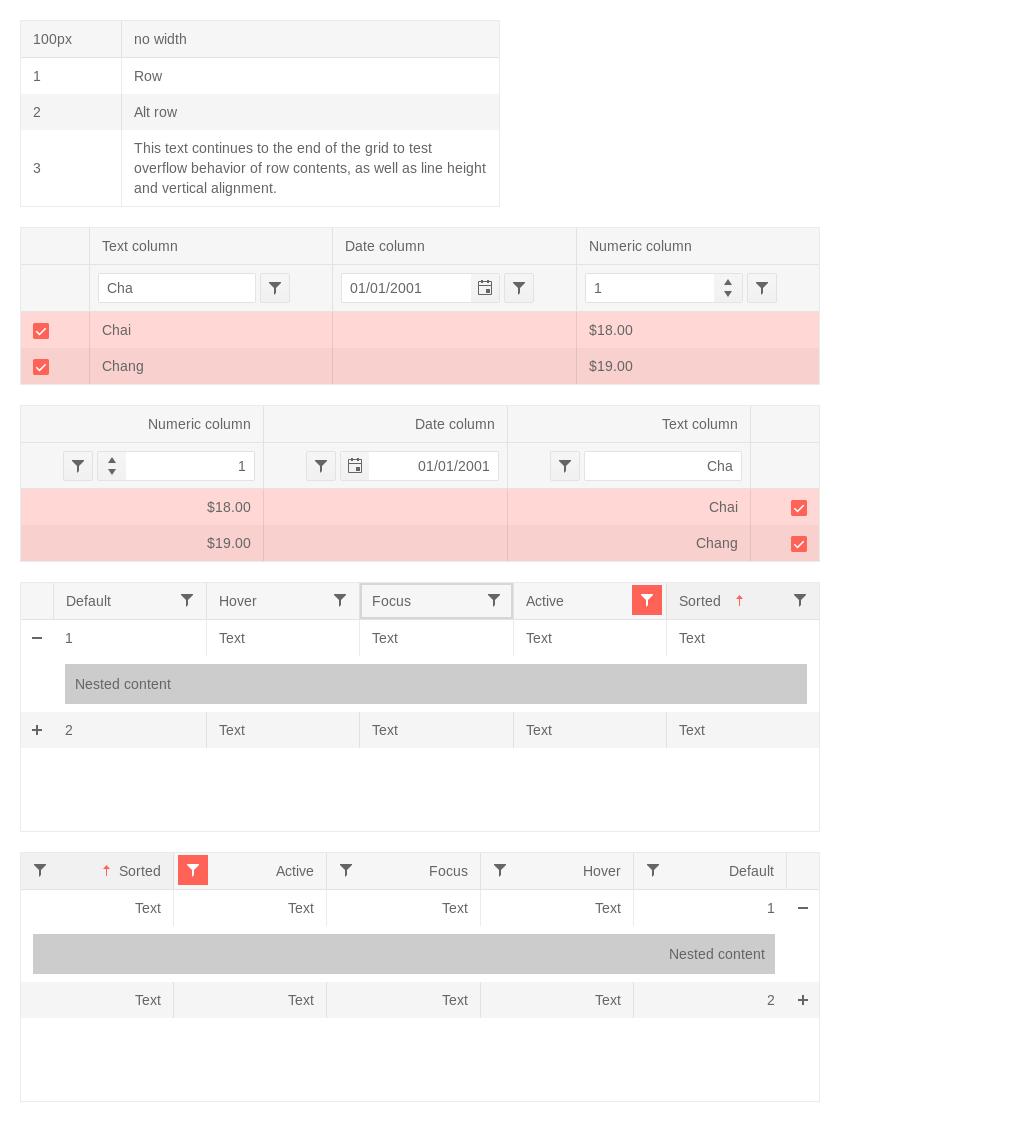 100px no width
1 Row
2 Alt row
3 This text continues to the end of the grid to test
overflow behavior of row contents, as well as line height
and vertical alignment.
Text column Date column Numeric column
Cha 01/01/2001 1
Chai $18.00
Chang $19.00
Numeric column Date column Text column
1 01/01/2001 Cha
$18.00 Chai
$19.00 Chang
Default Hover Focus Active Sorted
1 Text Text Text Text
Nested content
2 Text Text Text Text
Sorted Active Focus Hover Default
Text Text Text Text 1
Nested content
Text Text Text Text 2